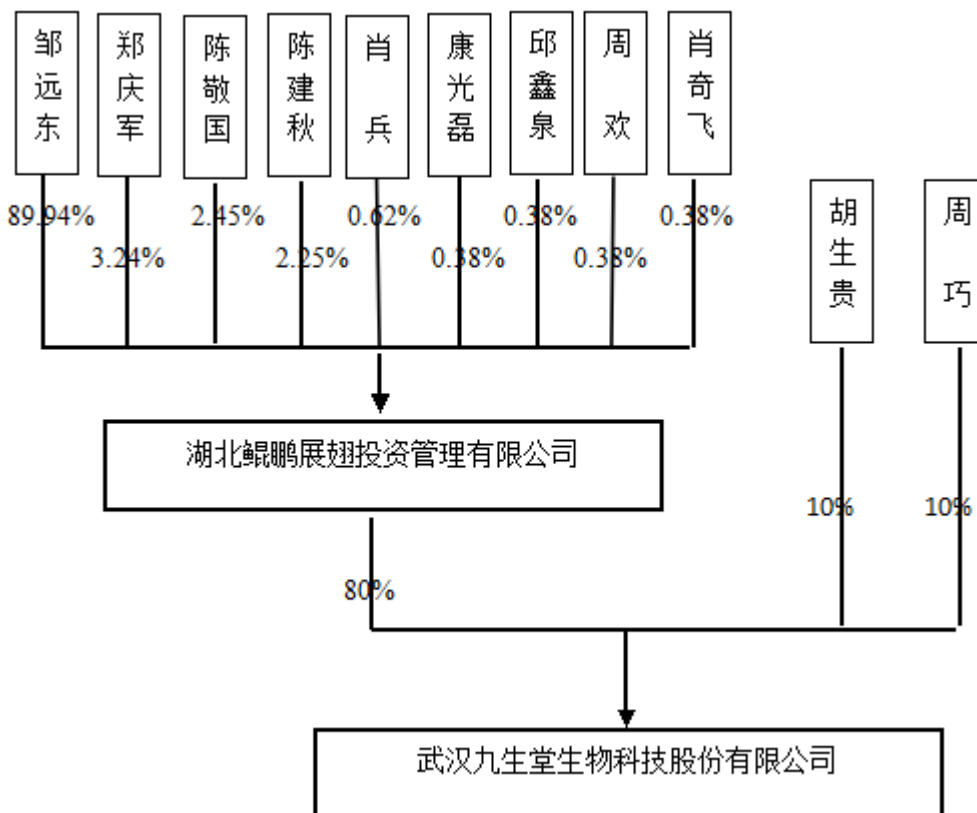 邹远东
郑庆军
陈敬国
陈建秋
肖兵
康光磊
邱鑫泉
周欢
肖奇飞
胡生贵
周巧
89.94%
2.45%
0.62%
0.38%
0.38%
3.24%
2.25%
0.38%
0.38%
湖北鲲鹏展翅投资管理有限公司
10%
10%
80%
武汉九生堂生物科技股份有限公司